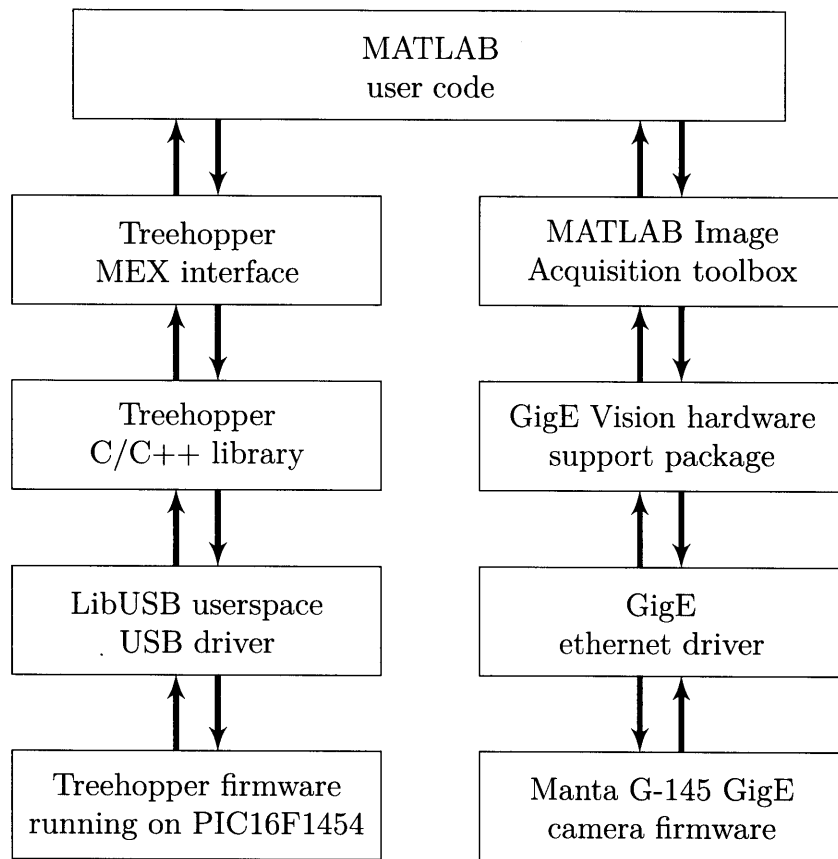 MATLAB
user code
Treehopper
MEX interface
MATLAB Image
Acquisition toolbox
Treehopper
C/C++ library
GigE Vision hardware
support package
LibUSB userspace
USB driver
GigE
ethernet driver
Treehopper firmware
running on PIC16F1454
Manta G-145 GigE
camera firmware